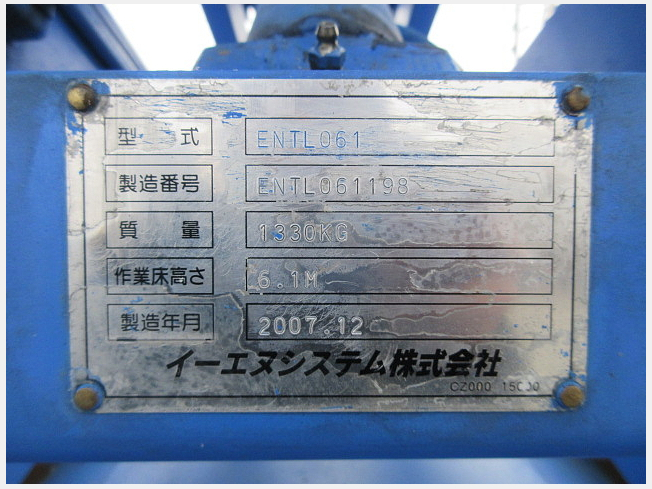 型式 ENTL061
製造番号 ENTL061198
質量 1330KG
作業床高さ 6.1M
製造年月 2007.12
イーエヌシステム株式会社
CZ000